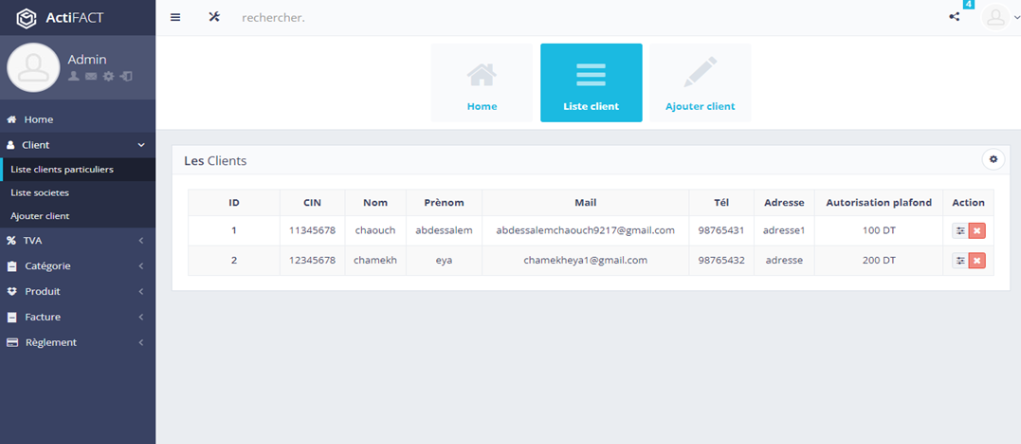 ActiFACT
rechercher.
4
Admin
Home
Liste client
Ajouter client
Home
Client
Liste clients particuliers
Liste societes
Ajouter client
TVA
Catégorie
Produit
Facture
Règlement
Les Clients
ID CIN Nom Prènom Mail Tél Adresse Autorisation plafond Action
1 11345678 chaouch abdessalem abdessalemchaouch9217@gmail.com 98765431 adresse1 100 DT
2 12345678 chamekh eya chamekheya1@gmail.com 98765432 adresse 200 DT